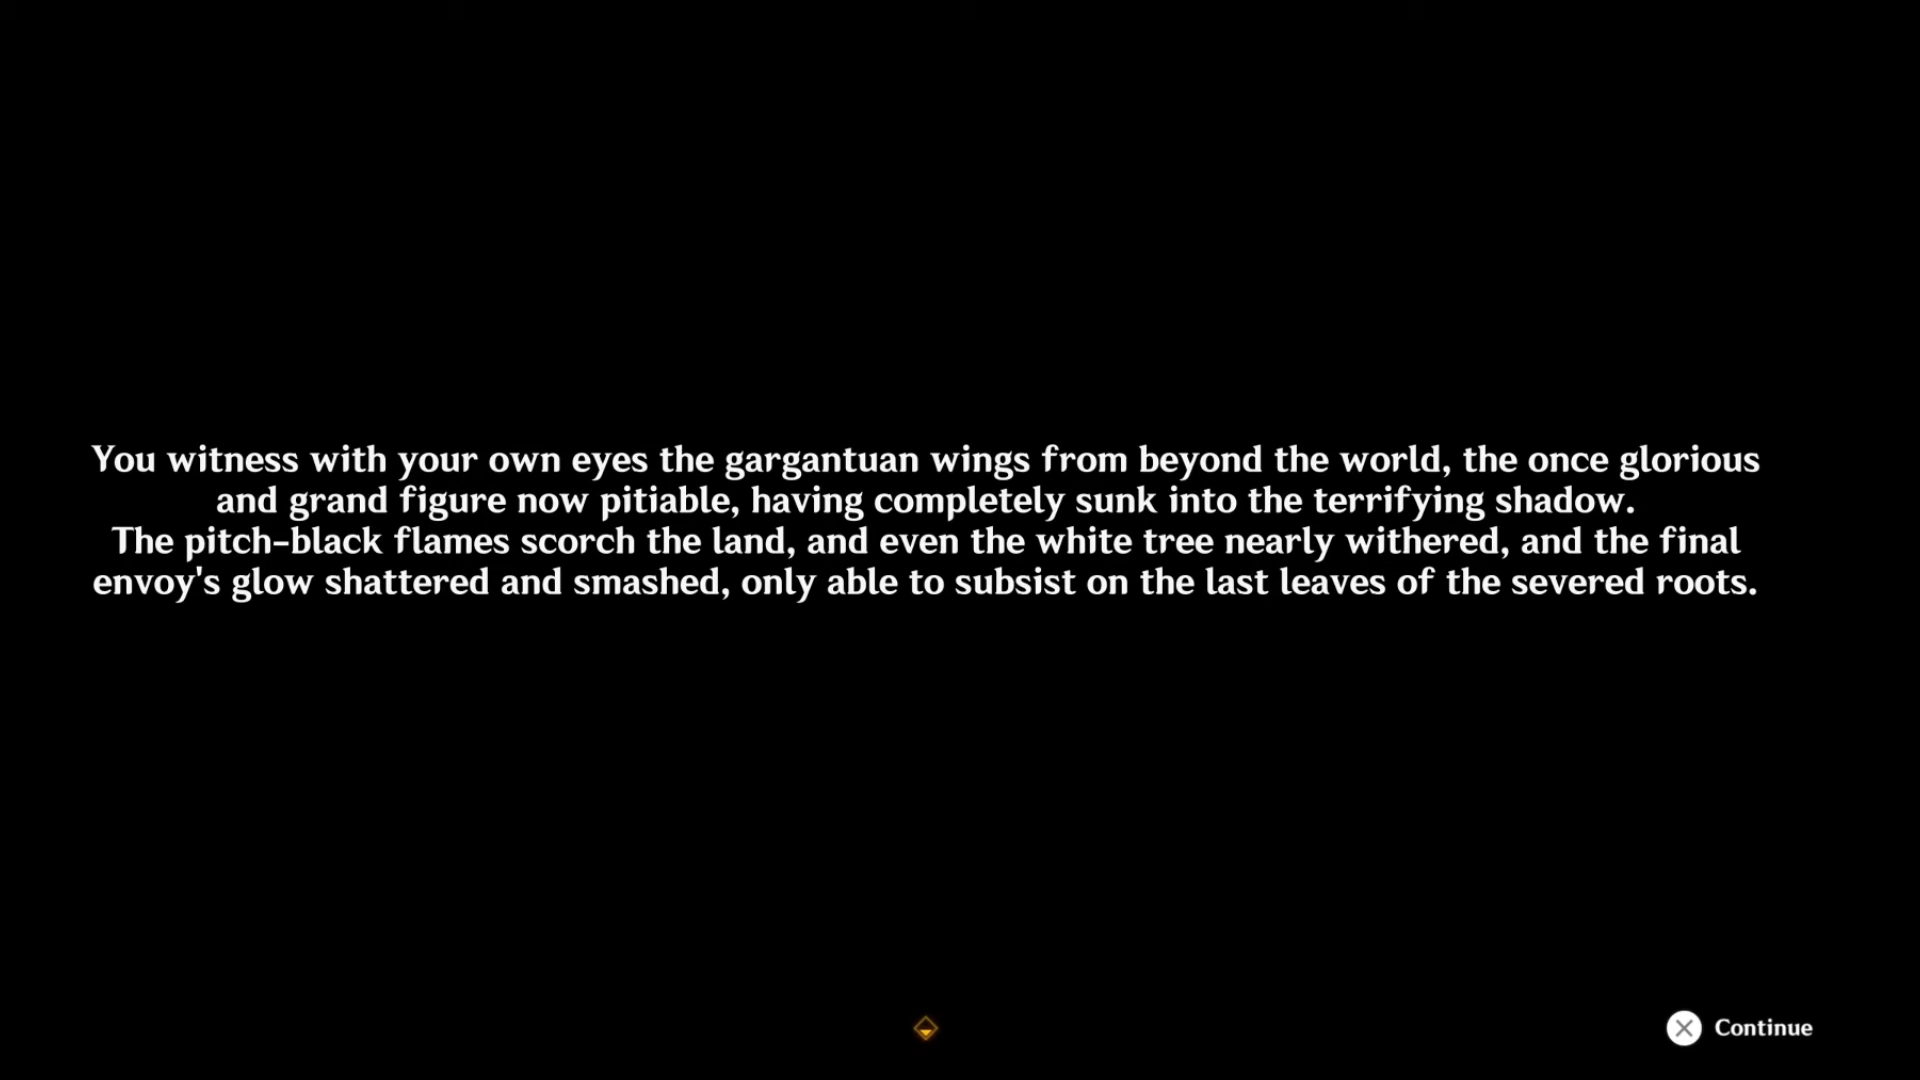 You witness with your own eyes the gargantuan wings from beyond the world, the once glorious
and grand figure now pitiable, having completely sunk into the terrifying shadow.
The pitch-black flames scorch the land, and even the white tree nearly withered, and the final
envoy's glow shattered and smashed, only able to subsist on the last leaves of the severed roots.
Continue